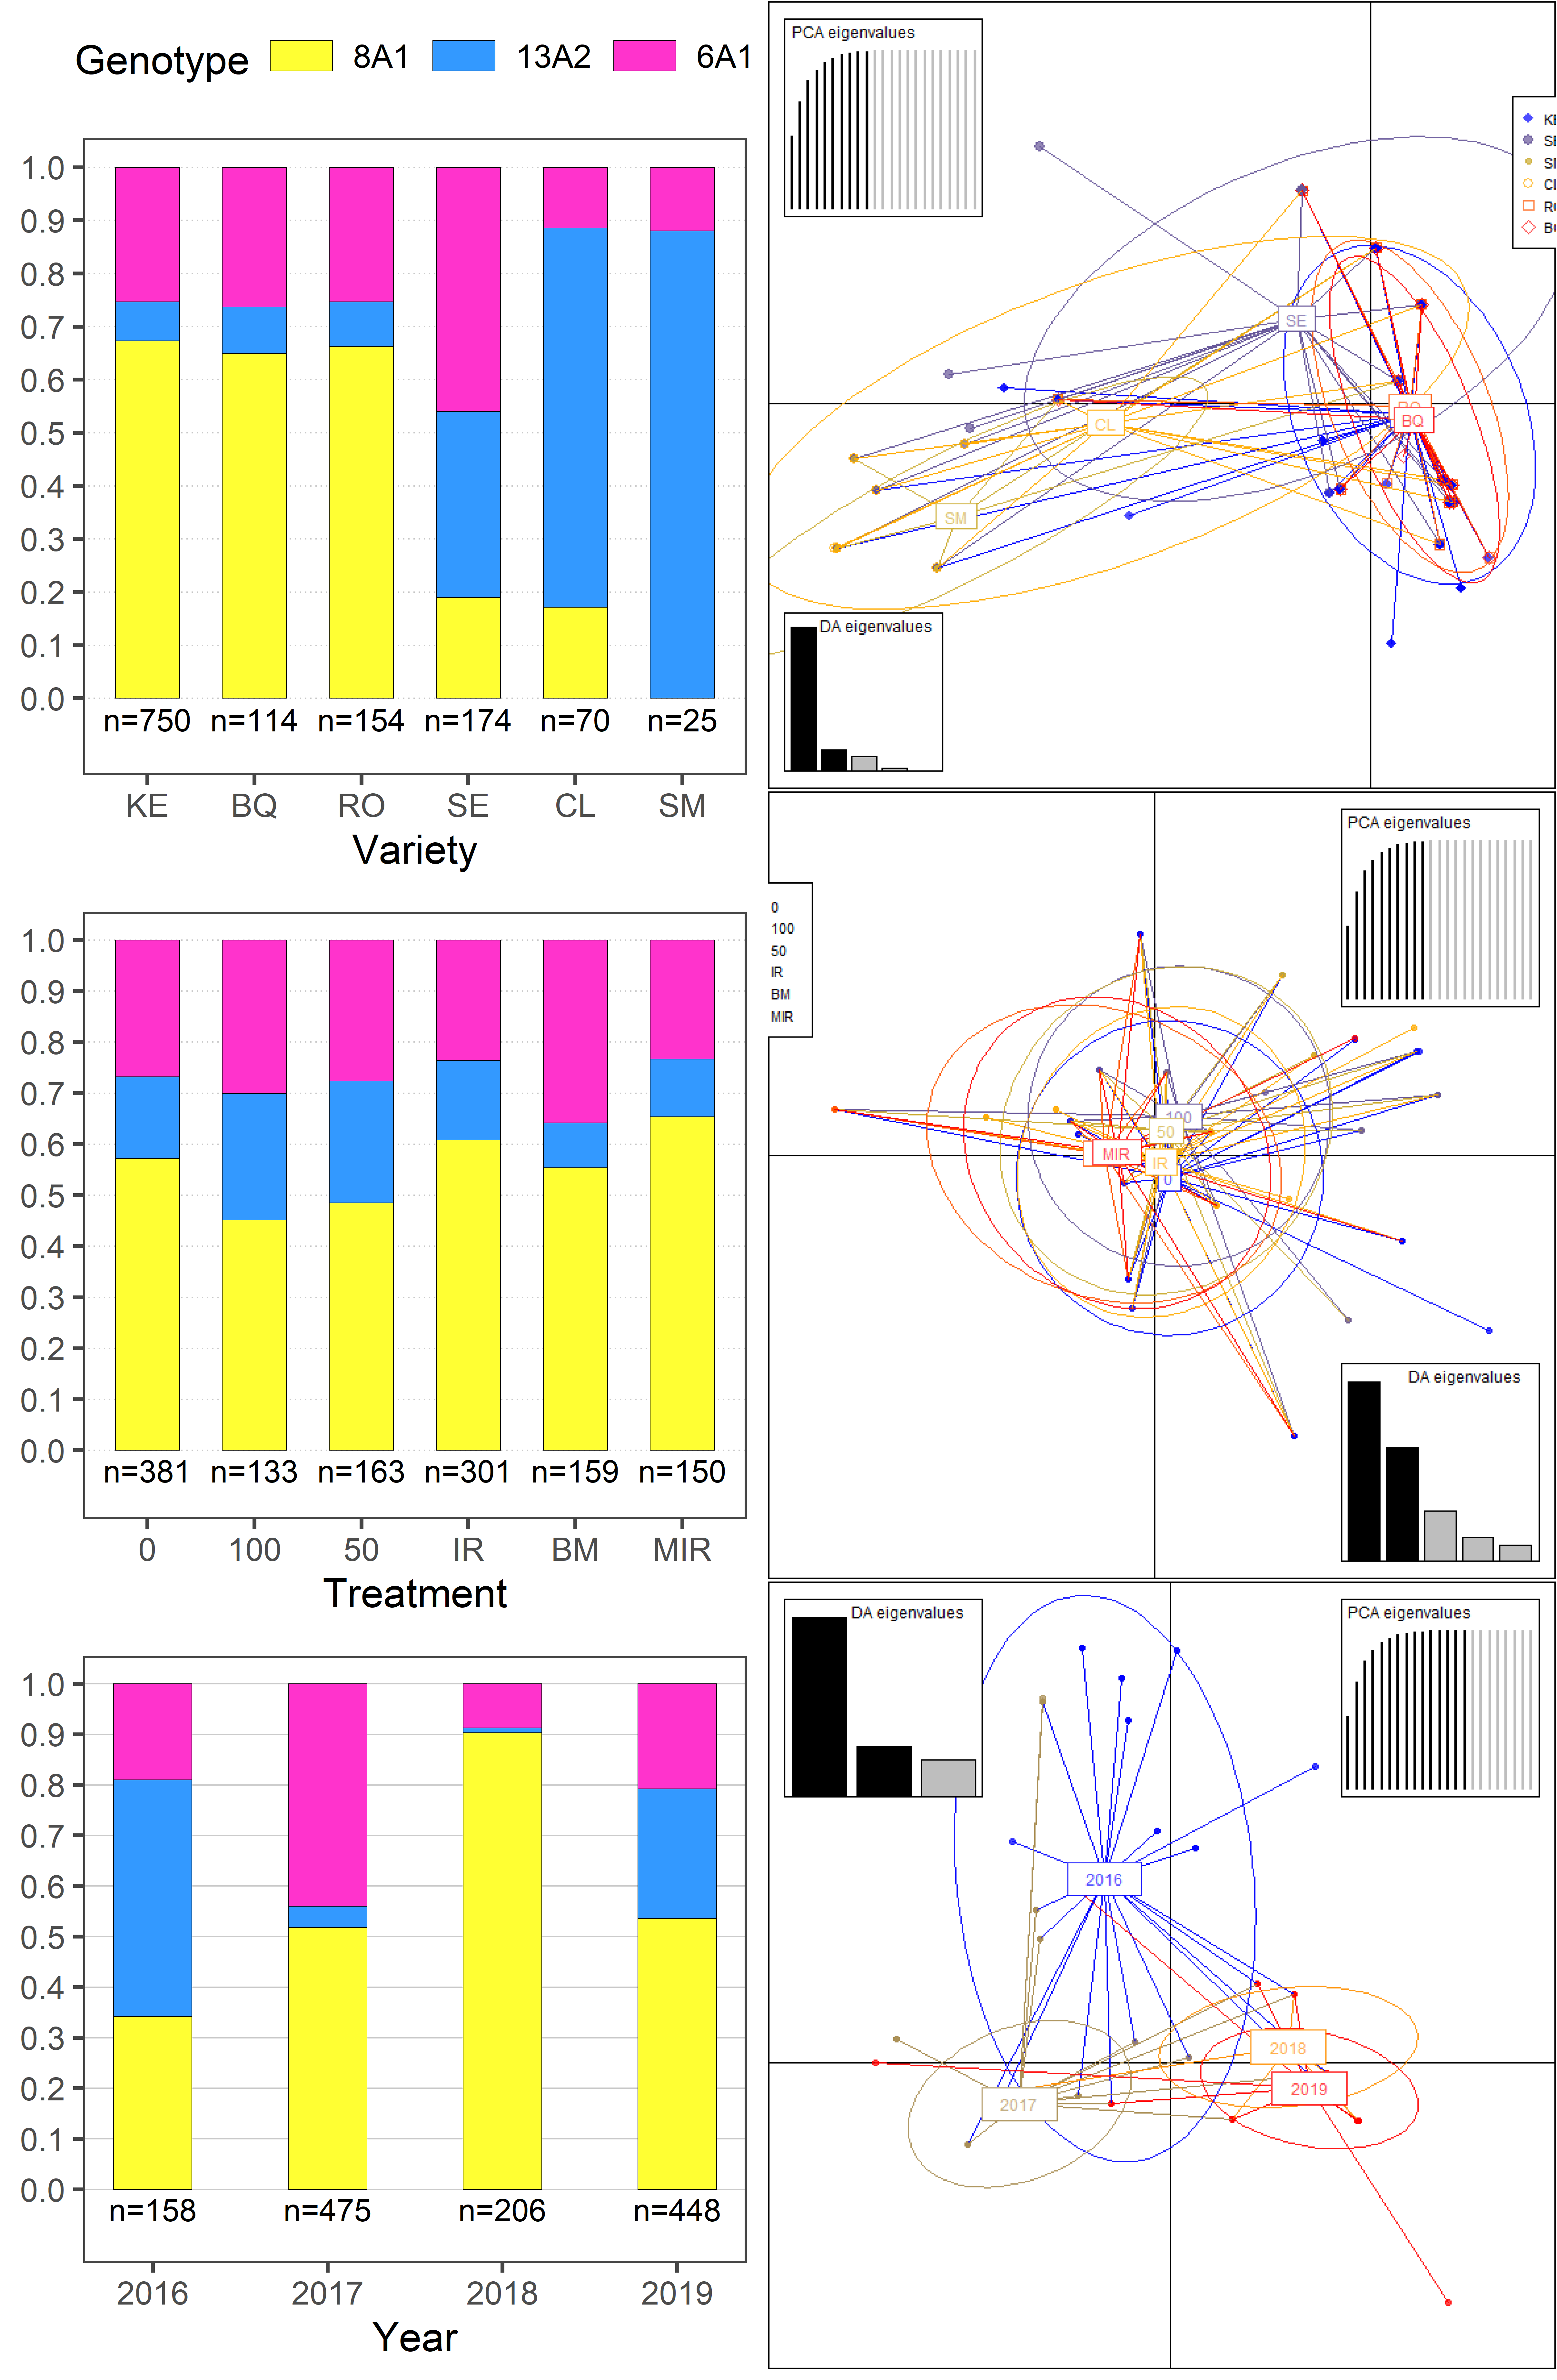 Genotype 8A1 13A2 6A1
1.0
0.9
0.8
0.7
0.6
0.5
0.4
0.3
0.2
0.1
0.0
n=750 n=114 n=154 n=174 n=70 n=25
KE BQ RO SE CL SM
Variety
PCA eigenvalues
SE
CL
BQ
SM
DA eigenvalues
1.0
0.9
0.8
0.7
0.6
0.5
0.4
0.3
0.2
0.1
0.0
n=381 n=133 n=163 n=301 n=159 n=150
0 100 50 IR BM MIR
Treatment
PCA eigenvalues
0
100
50
IR
BM
MIR
100
50
MIR
IR
0
DA eigenvalues
1.0
0.9
0.8
0.7
0.6
0.5
0.4
0.3
0.2
0.1
0.0
n=158 n=475 n=206 n=448
2016 2017 2018 2019
Year
DA eigenvalues
PCA eigenvalues
2016
2018
2019
2017